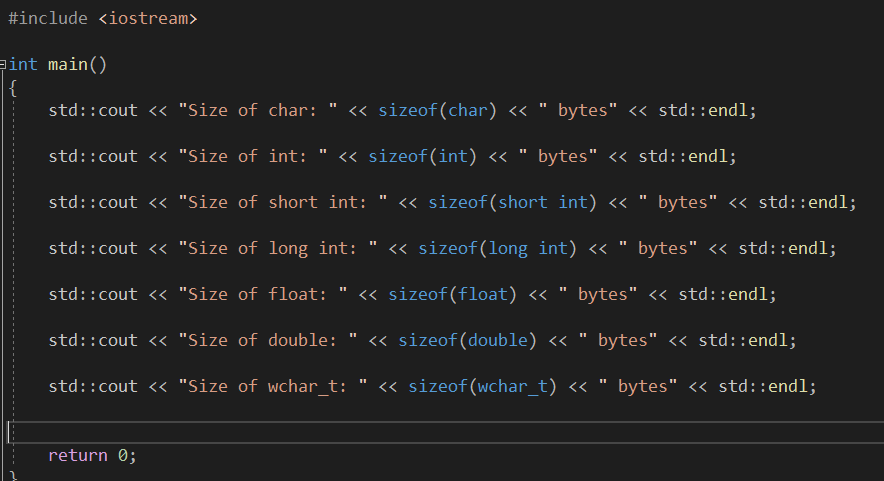 #include <iostream>
int main()
{
std::cout << "Size of char: " << sizeof(char) << " bytes" << std::endl;
std::cout << "Size of int: " << sizeof(int) << " bytes" << std::endl;
std::cout << "Size of short int: " << sizeof(short int) << " bytes" << std::endl;
std::cout << "Size of long int: " << sizeof(long int) << " bytes" << std::endl;
std::cout << "Size of float: " << sizeof(float) << " bytes" << std::endl;
std::cout << "Size of double: " << sizeof(double) << " bytes" << std::endl;
std::cout << "Size of wchar_t: " << sizeof(wchar_t) << " bytes" << std::endl;
return 0;
}